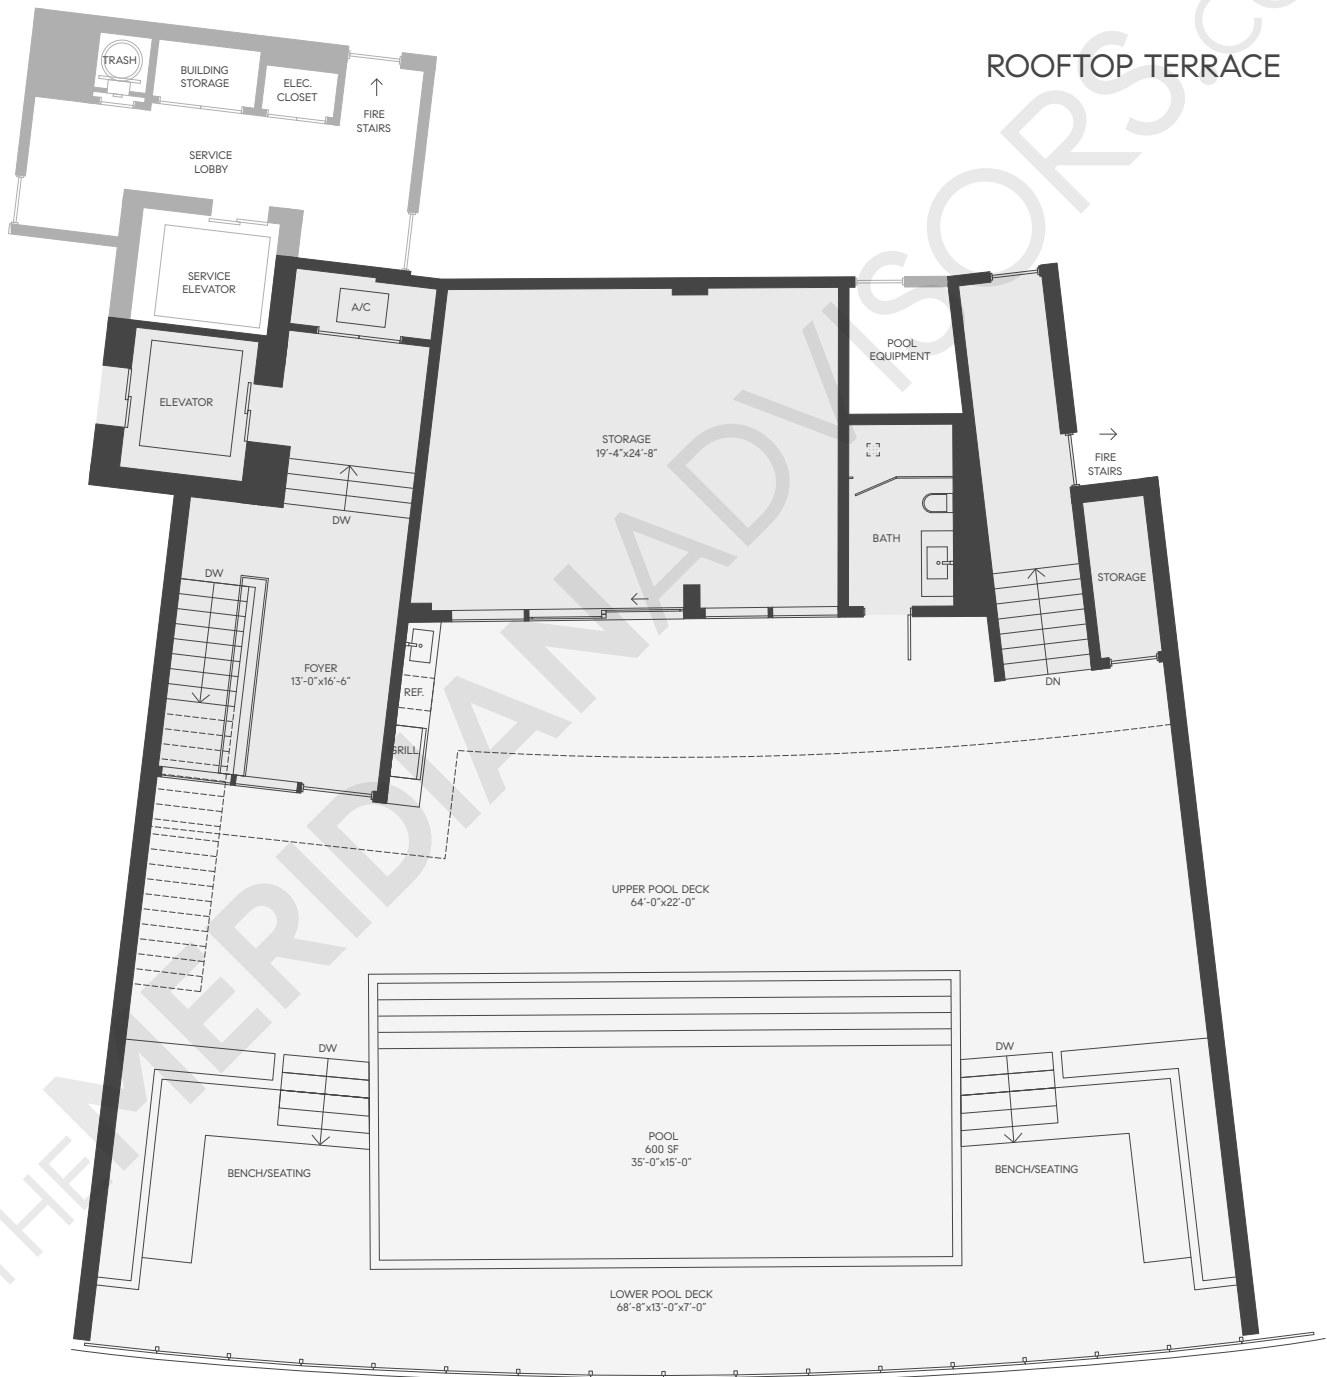 ROOFTOP TERRACE
TRASH
BUILDING
STORAGE
ELEC.
CLOSET
FIRE
STAIRS
SERVICE
LOBBY
SERVICE
ELEVATOR
A/C
POOL
EQUIPMENT
ELEVATOR
STORAGE
19'-4"x24'-8"
FIRE
STAIRS
DW
BATH
DW
STORAGE
FOYER
13'-0"x16'-6"
REF.
DN
GRILL
UPPER POOL DECK
64'-0"x22'-0"
DW
DW
POOL
600 SF
35'-0"x15'-0"
BENCH/SEATING
BENCH/SEATING
LOWER POOL DECK
68'-8"x13'-0"x7'-0"
THEMERIDIANADVISORS.CO